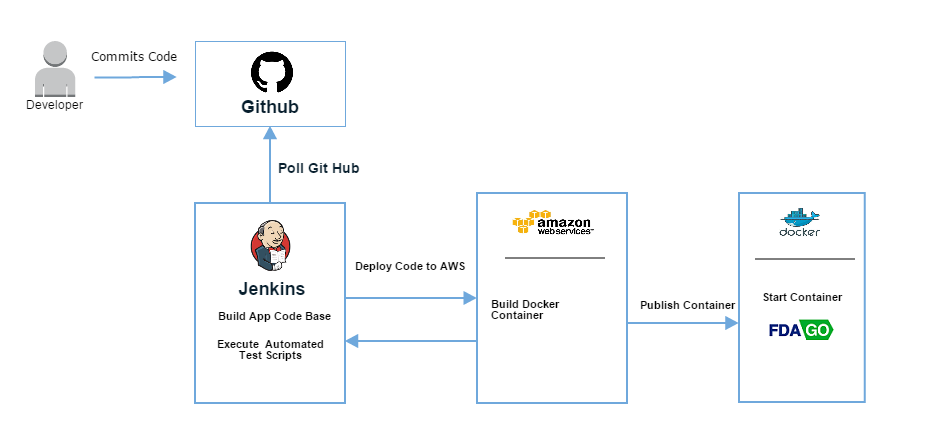 Commits Code
Developer
Github
Poll Git Hub
Jenkins
Build App Code Base
Execute Automated
Test Scripts
Deploy Code to AWS
amazon
webservices™
Build Docker
Container
Publish Container
docker
Start Container
FDA GO